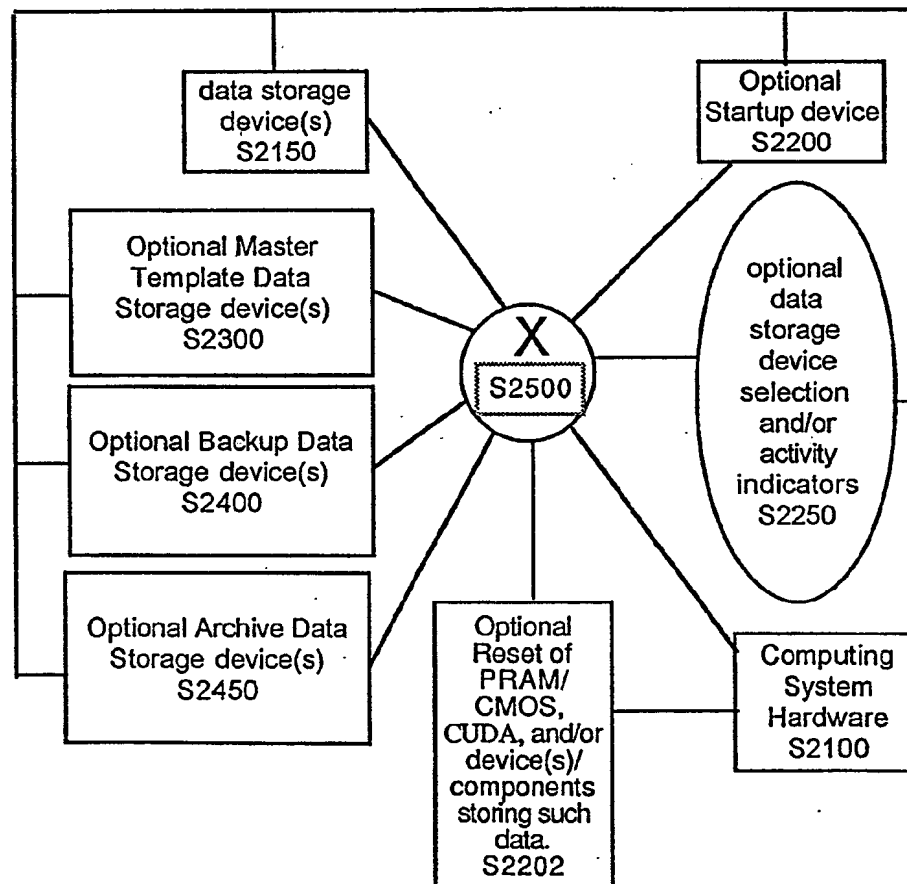 data storage
device(s)
S2150
Optional
Startup device
S2200
Optional Master
Template Data
Storage device(s)
S2300
X
S2500
optional
data
storage
device
selection
and/or
activity
indicators
S2250
Optional Backup Data
Storage device(s)
S2400
Optional Archive Data
Storage device(s)
S2450
Optional
Reset of
PRAM/
CMOS,
CUDA, and/or
device(s)/
components
storing such
data.
S2202
Computing
System
Hardware
S2100